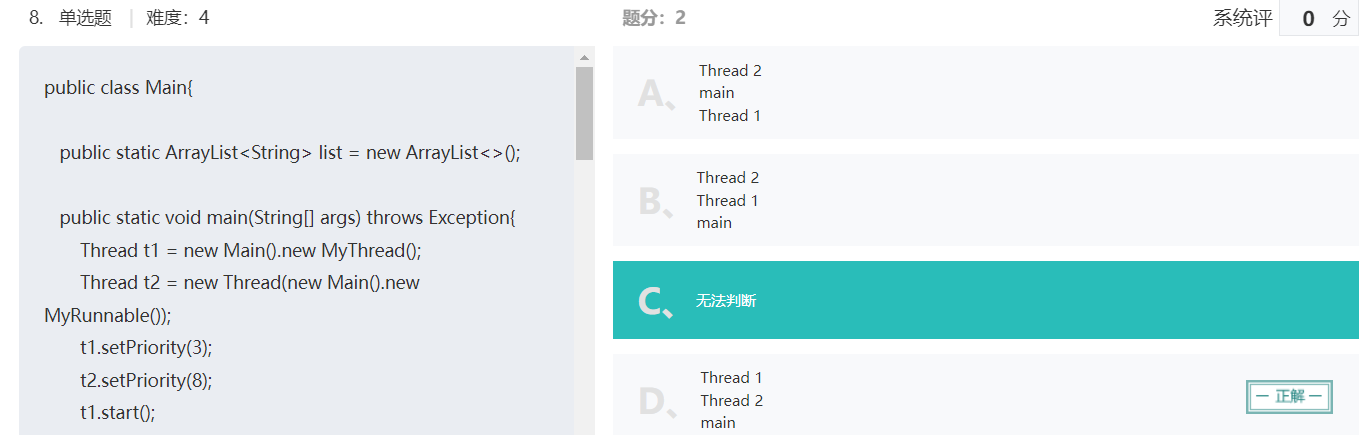 8. 单选题 | 难度：4
题分：2
系统评 0 分
public class Main{
public static ArrayList<String> list = new ArrayList<>();
public static void main(String[] args) throws Exception{
Thread t1 = new Main().new MyThread();
Thread t2 = new Thread(new Main().new
MyRunnable());
t1.setPriority(3);
t2.setPriority(8);
t1.start();
A、
Thread 2
main
Thread 1
B、
Thread 2
Thread 1
main
C、
无法判断
D、
Thread 1
Thread 2
main
一 正解 一